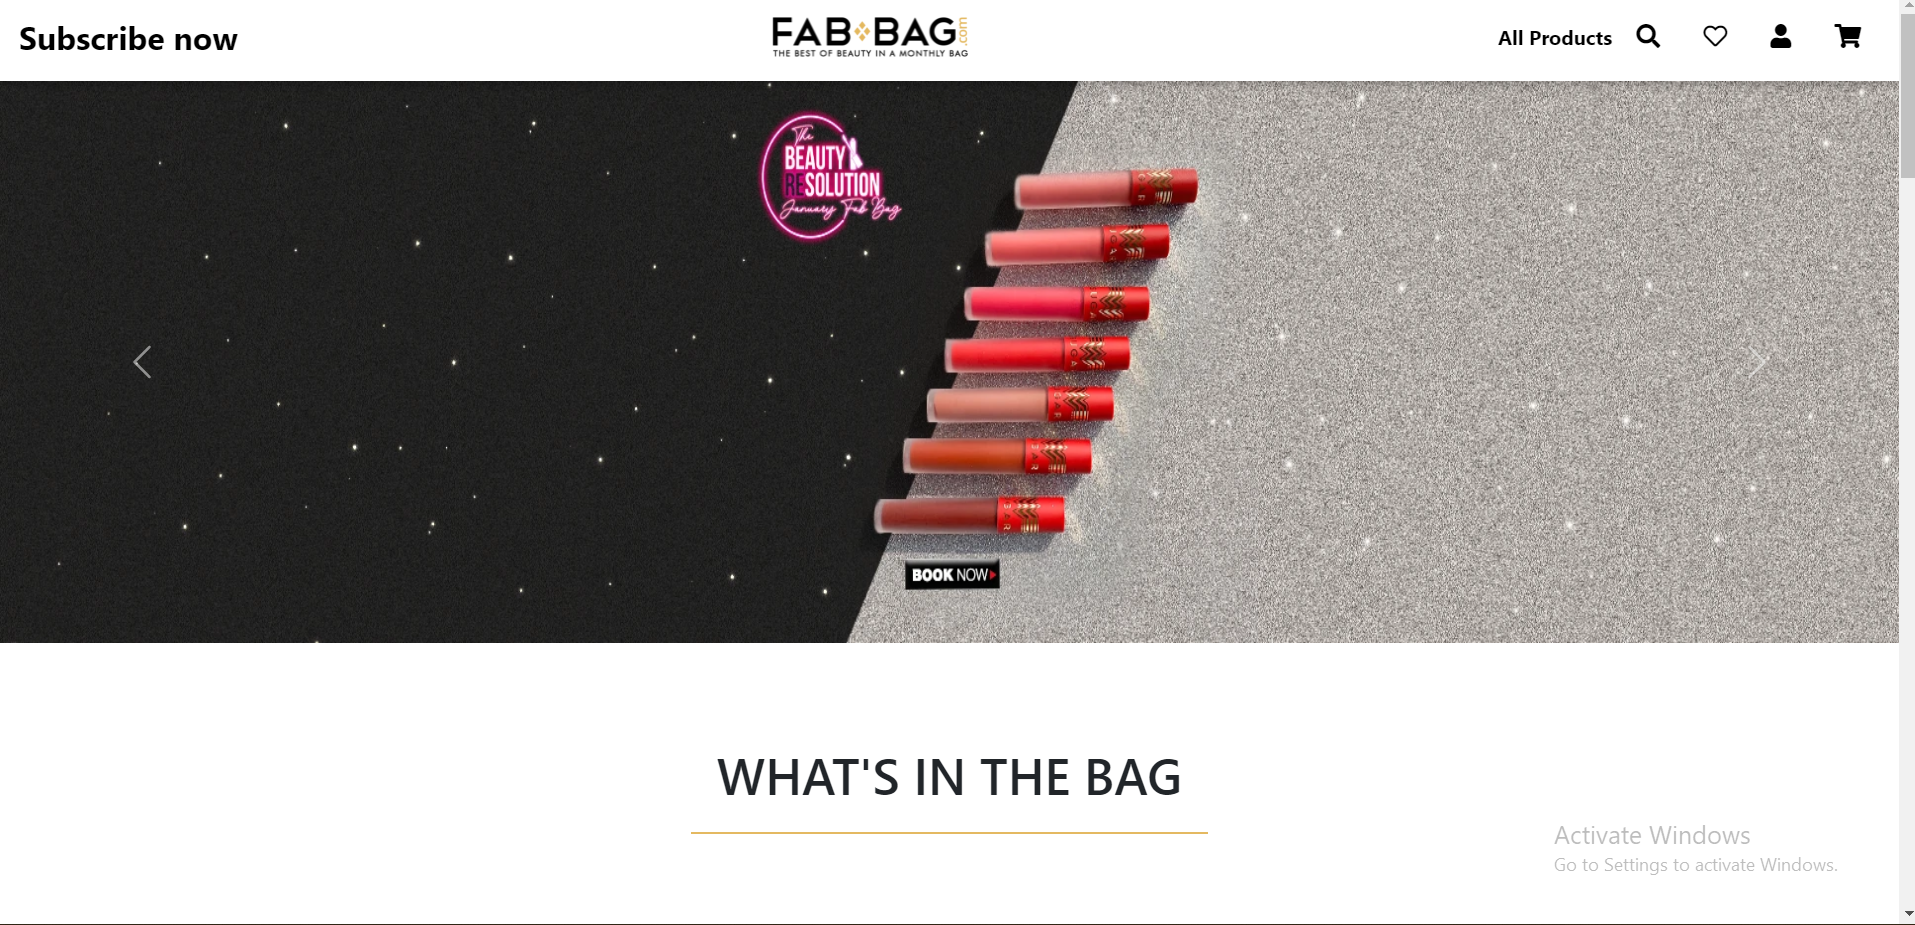 Subscribe now
FAB BAG.com
THE BEST OF BEAUTY IN A MONTHLY BAG
All Products
The
BEAUTY
RESOLUTION
January Fab Bag
BOOK NOW
WHAT'S IN THE BAG
Activate Windows
Go to Settings to activate Windows.